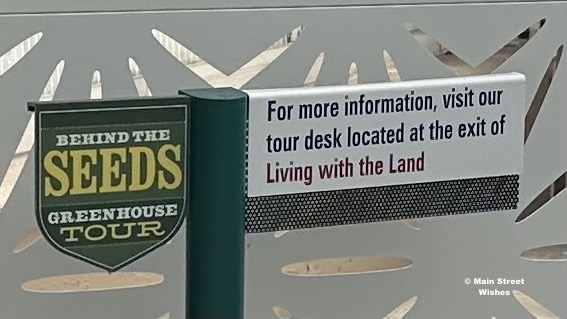 BEHIND THE
SEEDS
GREENHOUSE
TOUR
For more information, visit our
tour desk located at the exit of
Living with the Land
© Main Street
Wishes